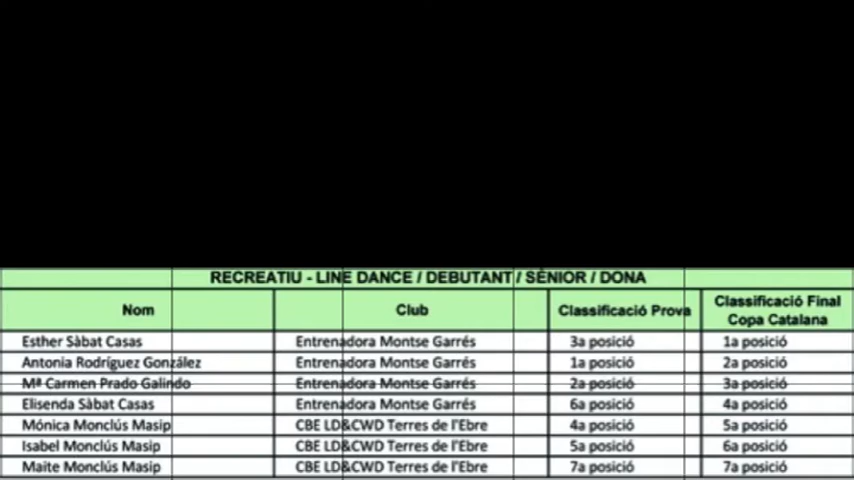 RECREATIU - LINE DANCE / DEBUTANT / SÈNIOR / DONA
Nom Club Classificació Prova Classificació Final Copa Catalana
Esther Sàbat Casas Entrenadora Montse Garrés 3a posició 1a posició
Antonia Rodríguez González Entrenadora Montse Garrés 1a posició 2a posició
Mª Carmen Prado Galindo Entrenadora Montse Garrés 2a posició 3a posició
Elisenda Sàbat Casas Entrenadora Montse Garrés 6a posició 4a posició
Mónica Monclús Masip CBE LD&CWD Terres de l'Ebre 4a posició 5a posició
Isabel Monclús Masip CBE LD&CWD Terres de l'Ebre 5a posició 6a posició
Maite Monclús Masip CBE LD&CWD Terres de l'Ebre 7a posició 7a posició